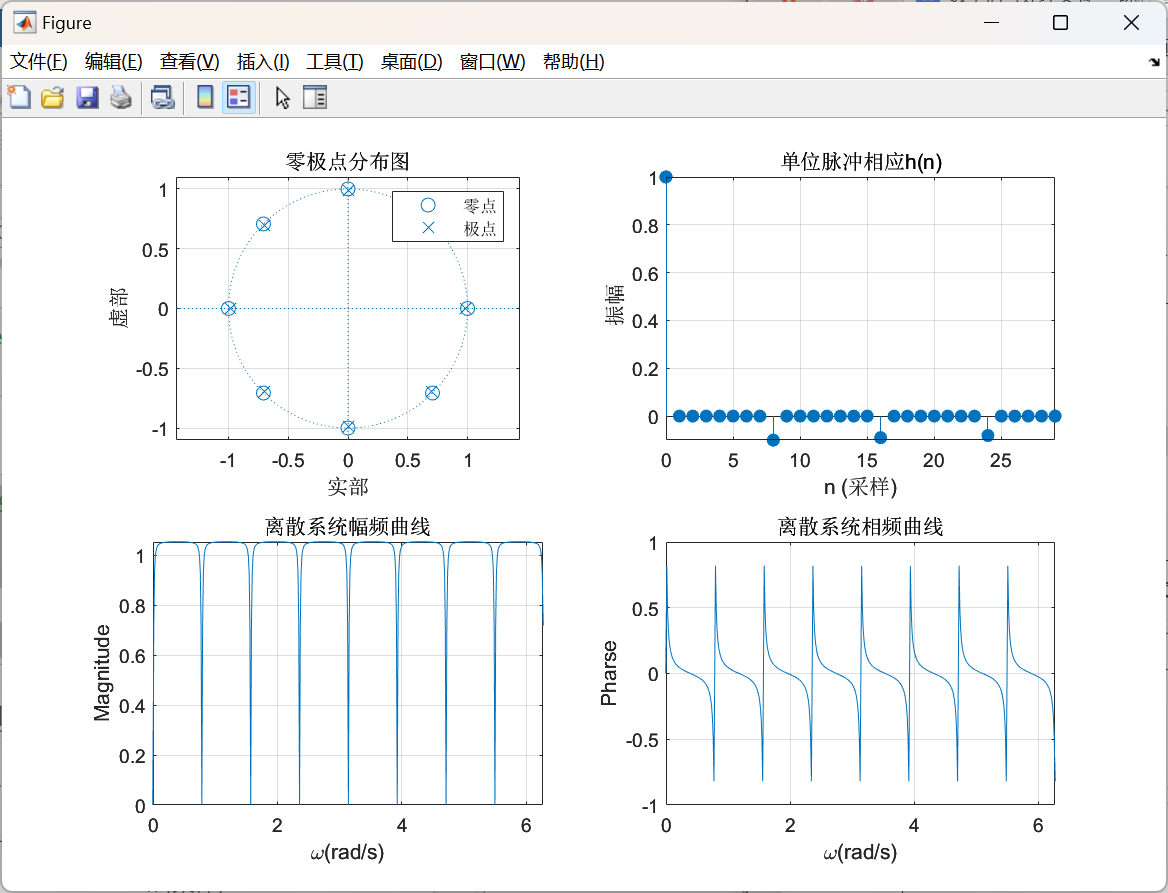 Figure
文件(F) 编辑(E) 查看(V) 插入(I) 工具(T) 桌面(D) 窗口(W) 帮助(H)
零极点分布图
1
0.5
0
-0.5
-1
虚部
零点
极点
-1 -0.5 0 0.5 1
实部
单位脉冲相应h(n)
1
0.8
0.6
0.4
0.2
0
振幅
0 5 10 15 20 25
n (采样)
离散系统幅频曲线
1
0.8
0.6
0.4
0.2
0
Magnitude
0 2 4 6
ω(rad/s)
离散系统相频曲线
1
0.5
0
-0.5
-1
Pharse
0 2 4 6
ω(rad/s)